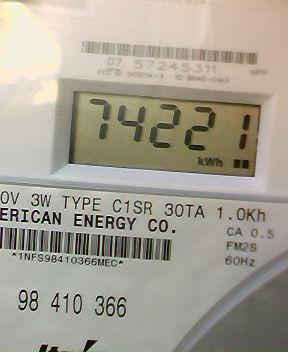 07 57245311
74221
kWh
0V 3W TYPE C1SR 30TA 1.0Kh
ERICAN ENERGY CO.
CA 0.5
FM2S
*1NFS98410366MEC*
60Hz
98 410 366